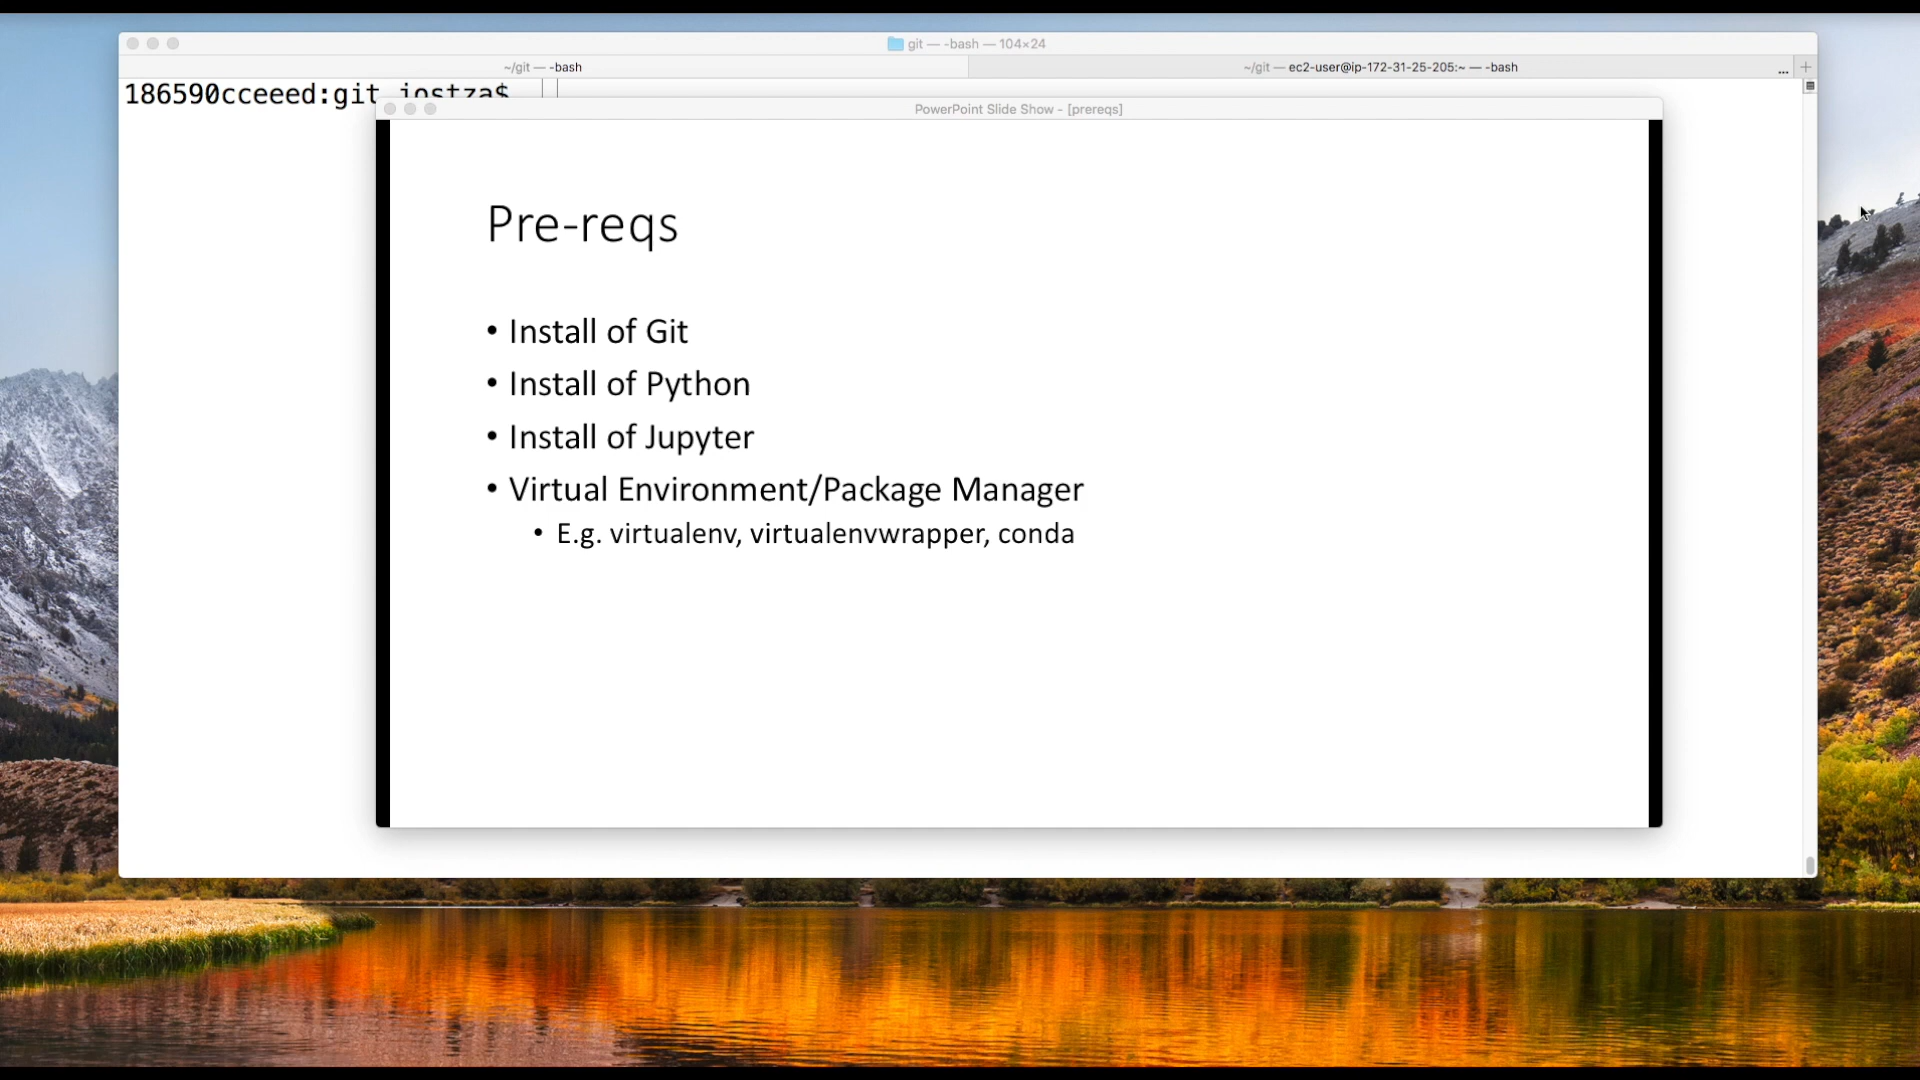 git — -bash — 104×24
~/git — -bash
~/git — ec2-user@ip-172-31-25-205:~ — -bash
... +
186590cceeed:git jostza$
PowerPoint Slide Show - [prereqs]
Pre-reqs
• Install of Git
• Install of Python
• Install of Jupyter
• Virtual Environment/Package Manager
• E.g. virtualenv, virtualenvwrapper, conda